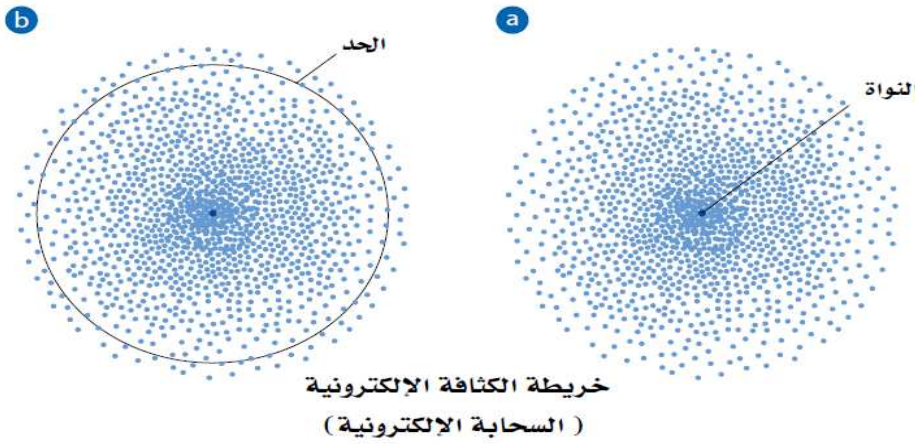 a
b
الحد
النواة
خريطة الكثافة الإلكترونية
( السحابة الإلكترونية )